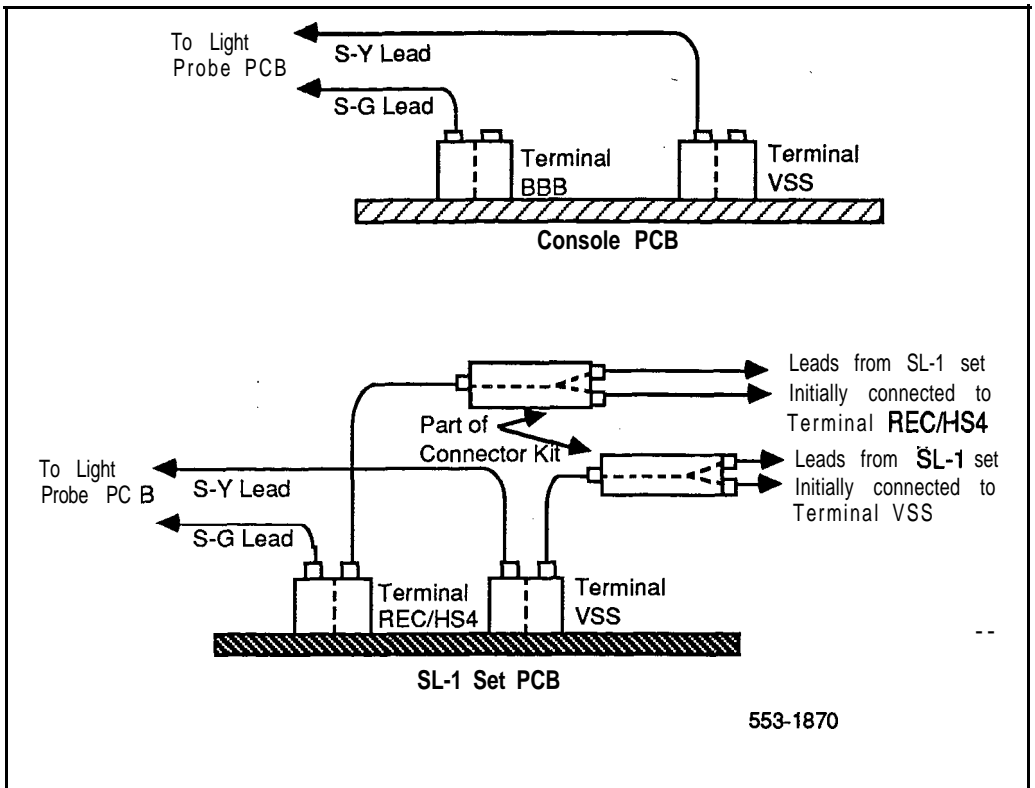 To Light
Probe PCB
S-Y Lead
S-G Lead
Terminal
BBB
Terminal
VSS
Console PCB
Leads from SL-1 set
Initially connected to
Terminal REC/HS4
Part of
Connector Kit
Leads from SL-1 set
Initially connected to
Terminal VSS
To Light
Probe PC B
S-Y Lead
S-G Lead
Terminal
REC/HS4
Terminal
VSS
SL-1 Set PCB
553-1870